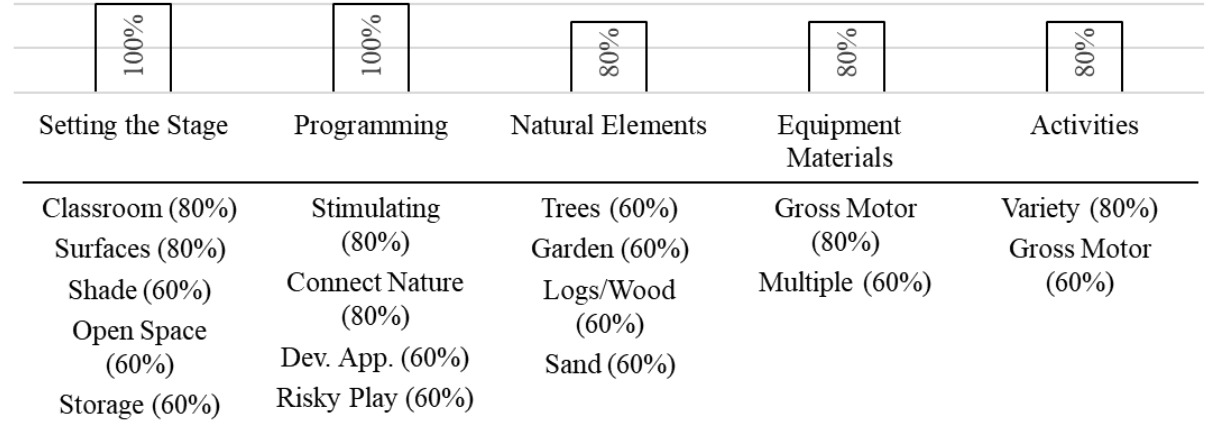 100%
100%
80%
80%
80%
Setting the Stage
Programming
Natural Elements
Equipment
Materials
Activities
Classroom (80%)
Surfaces (80%)
Shade (60%)
Open Space
(60%)
Storage (60%)
Stimulating
(80%)
Connect Nature
(80%)
Dev. App. (60%)
Risky Play (60%)
Trees (60%)
Garden (60%)
Logs/Wood
(60%)
Sand (60%)
Gross Motor
(80%)
Multiple (60%)
Variety (80%)
Gross Motor
(60%)